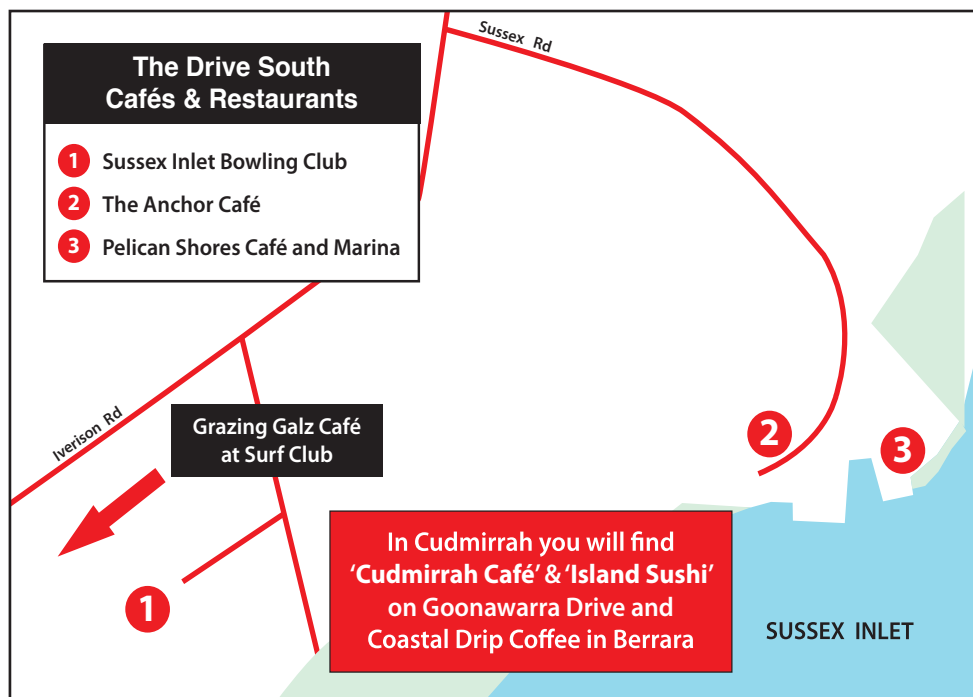 The Drive South
Cafés & Restaurants
1 Sussex Inlet Bowling Club
2 The Anchor Café
3 Pelican Shores Café and Marina
Sussex Rd
Iverison Rd
Grazing Galz Café
at Surf Club
2
3
1
In Cudmirrah you will find
‘Cudmirrah Café’ & ‘Island Sushi’
on Goonawarra Drive and
Coastal Drip Coffee in Berrara
SUSSEX INLET